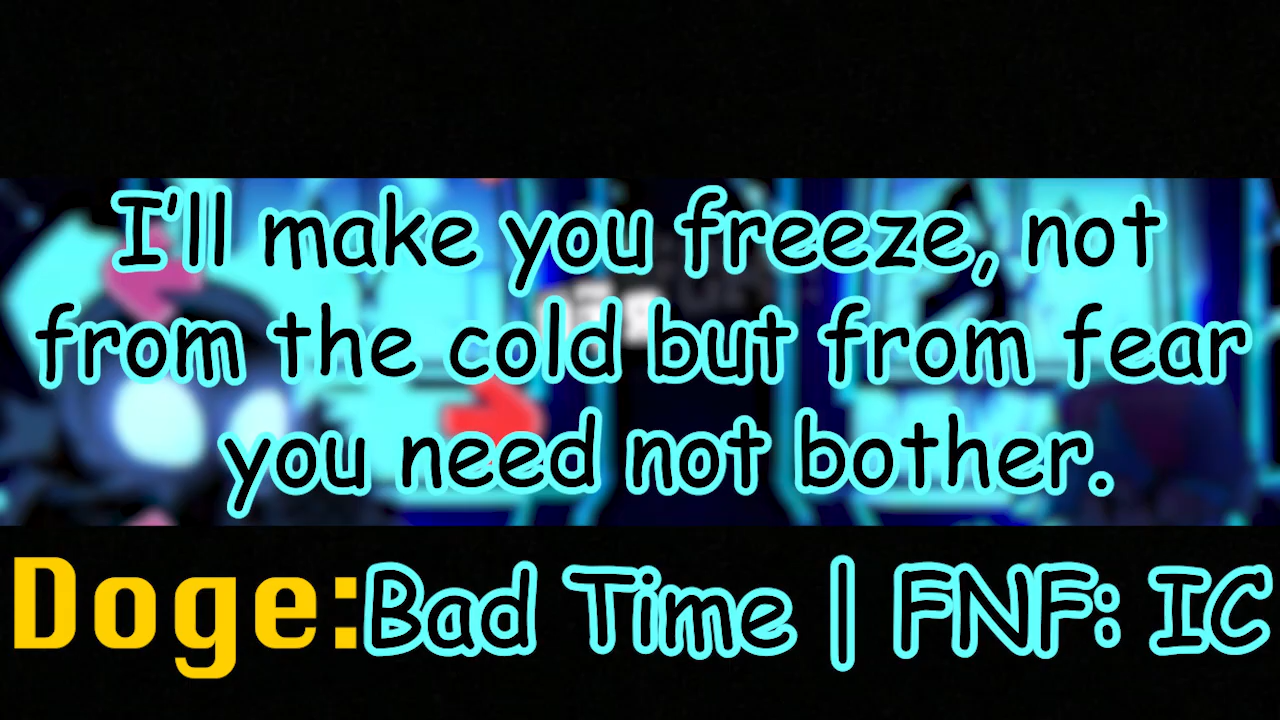 I'll make you freeze, not
from the cold but from fear
you need not bother.
Doge:Bad Time | FNF: IC